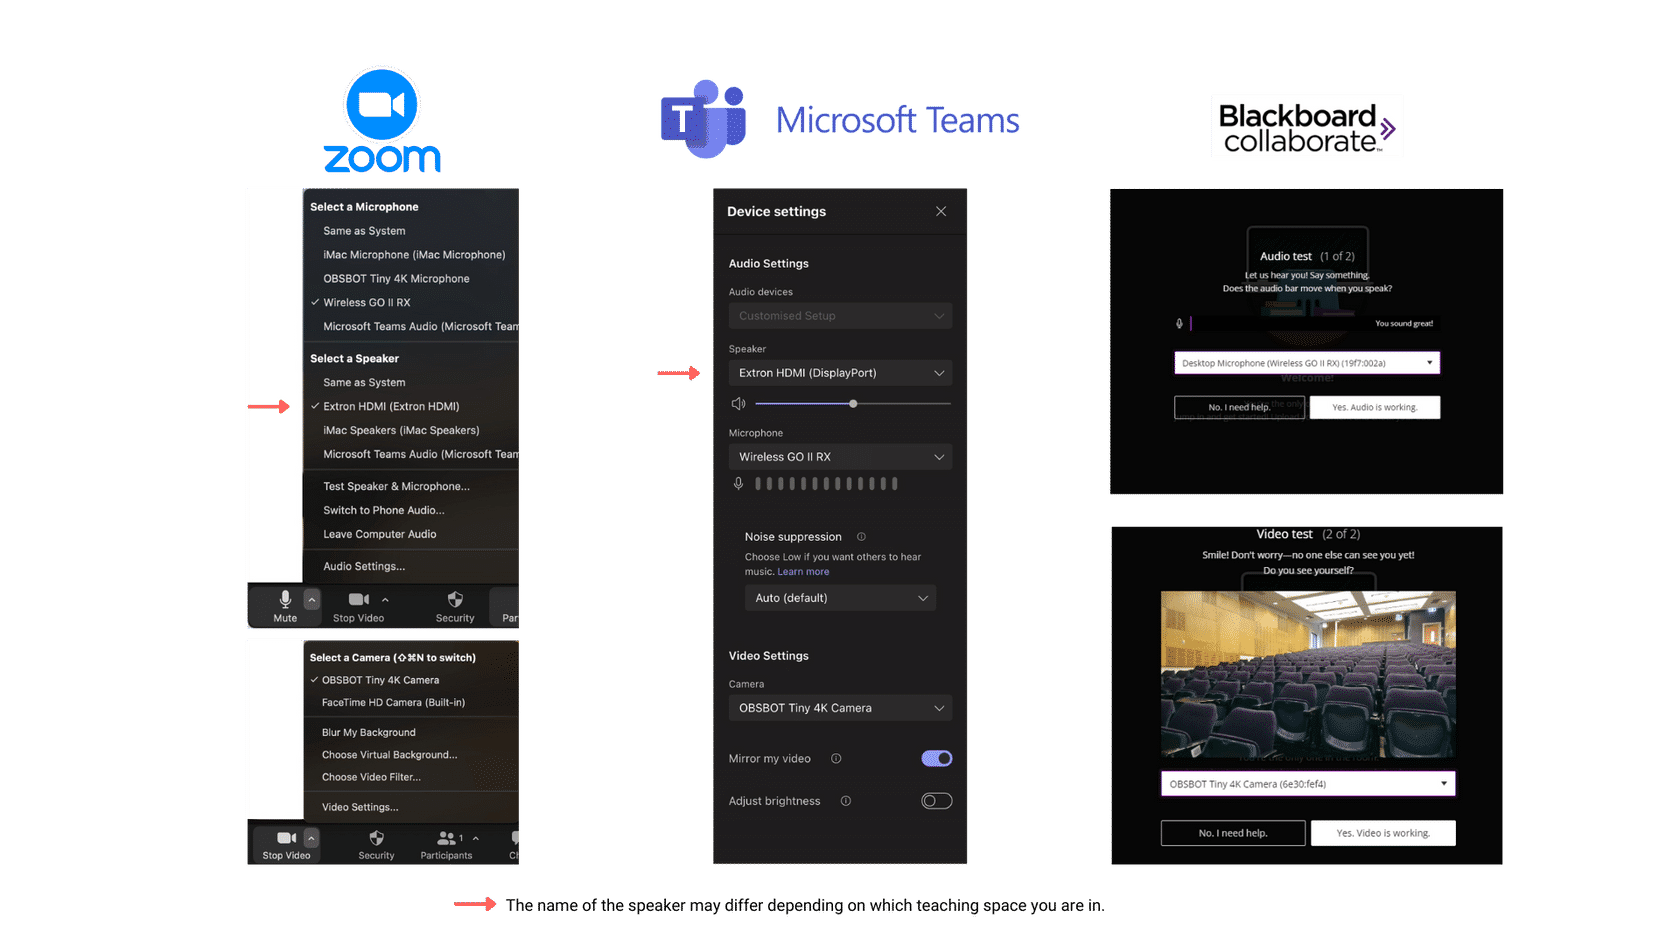 zoom
Select a Microphone
Same as System
iMac Microphone (iMac Microphone)
OBSBOT Tiny 4K Microphone
✓ Wireless GO II RX
Microsoft Teams Audio (Microsoft Team
Select a Speaker
Same as System
✓ Extron HDMI (Extron HDMI)
iMac Speakers (iMac Speakers)
Microsoft Teams Audio (Microsoft Team
Test Speaker & Microphone...
Switch to Phone Audio...
Leave Computer Audio
Audio Settings...
Mute Stop Video Security Par
Select a Camera (⇧⌘N to switch)
✓ OBSBOT Tiny 4K Camera
FaceTime HD Camera (Built-in)
Blur My Background
Choose Virtual Background...
Choose Video Filter...
Video Settings...
1
Stop Video Security Participants Ch
T Microsoft Teams
Device settings
Audio Settings
Audio devices
Customised Setup
Speaker
Extron HDMI (DisplayPort)
Microphone
Wireless GO II RX
Noise suppression
Choose Low if you want others to hear
music. Learn more
Auto (default)
Video Settings
Camera
OBSBOT Tiny 4K Camera
Mirror my video
Adjust brightness
Blackboard
collaborate™
Audio test (1 of 2)
Let us hear you! Say something.
Does the audio bar move when you speak?
You sound great!
Desktop Microphone (Wireless GO II RX) (19f7:002a)
Welcome!
No. I need help. Yes. Audio is working.
Video test (2 of 2)
Smile! Don't worry—no one else can see you yet!
Do you see yourself?
You're the only one in the room
OBSBOT Tiny 4K Camera (6e30:fef4)
No. I need help. Yes. Video is working.
The name of the speaker may differ depending on which teaching space you are in.